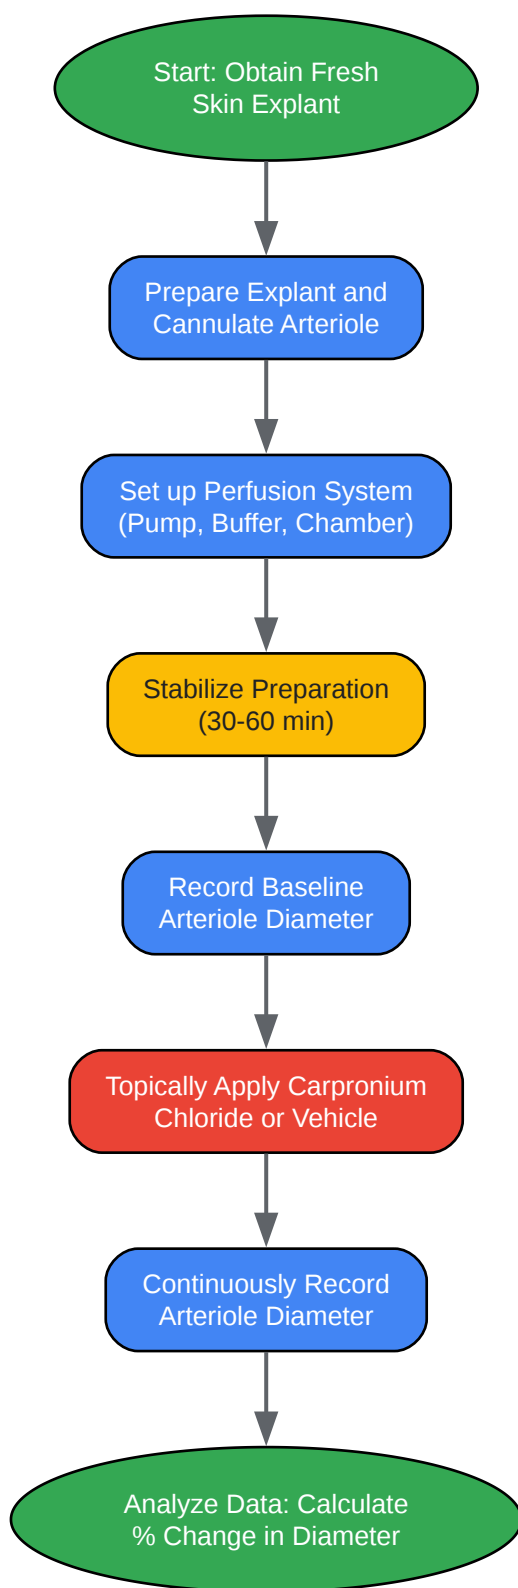 Start: Obtain Fresh
Skin Explant
Prepare Explant and
Cannulate Arteriole
Set up Perfusion System
(Pump, Buffer, Chamber)
Stabilize Preparation
(30-60 min)
Record Baseline
Arteriole Diameter
Topically Apply Carpronium
Chloride or Vehicle
Continuously Record
Arteriole Diameter
Analyze Data: Calculate
% Change in Diameter